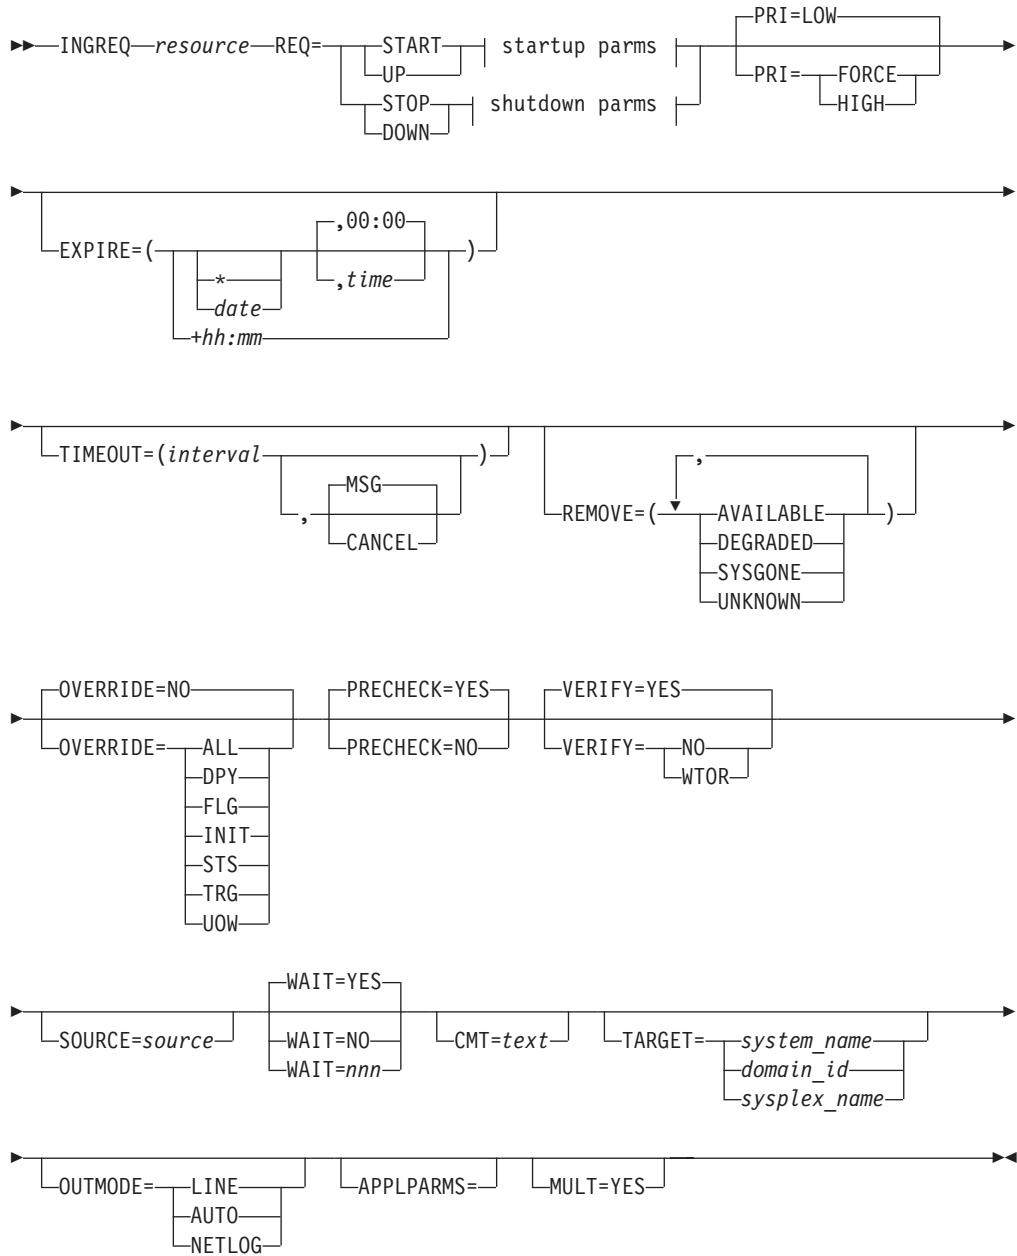 PRI=LOW
INGREQ resource REQ= START startup parms PRI= FORCE
UP HIGH
STOP shutdown parms
DOWN
,00:00
EXPIRE=( * ,time )
date
+hh:mm
TIMEOUT=(interval ) REMOVE=( , AVAILABLE )
, MSG DEGRADED
CANCEL SYSGONE
UNKNOWN
OVERRIDE=NO PRECHECK=YES VERIFY=YES
OVERRIDE= ALL PRECHECK=NO VERIFY= NO
DPY WTOR
FLG
INIT
STS
TRG
UOW
WAIT=YES
SOURCE=source WAIT=NO CMT=text TARGET= system_name
WAIT=nnn domain_id
sysplex_name
OUTMODE= LINE APPLPARMS= MULT=YES
AUTO
NETLOG